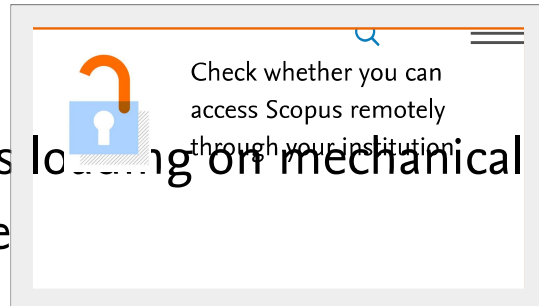 Check whether you can
access Scopus remotely
through your institution
s loading on mechanical
e